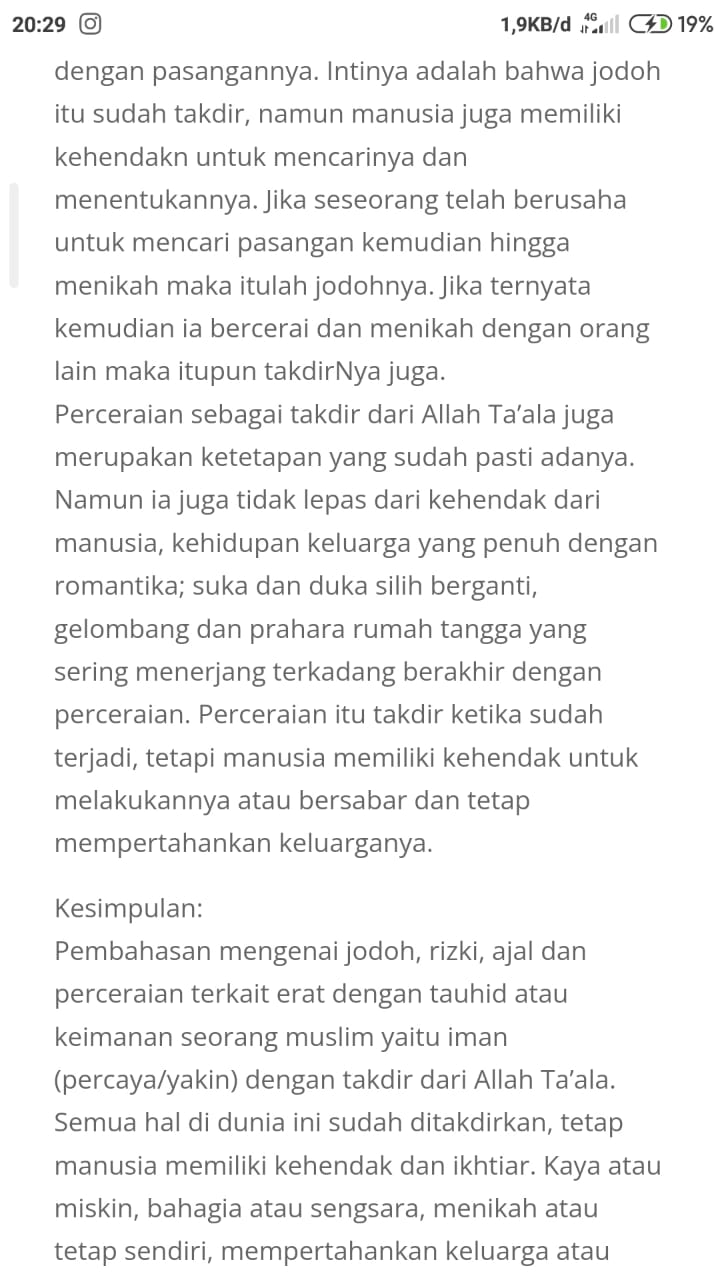 20:29 1,9KB/d 4G 19%
dengan pasangannya. Intinya adalah bahwa jodoh
itu sudah takdir, namun manusia juga memiliki
kehendakn untuk mencarinya dan
menentukannya. Jika seseorang telah berusaha
untuk mencari pasangan kemudian hingga
menikah maka itulah jodohnya. Jika ternyata
kemudian ia bercerai dan menikah dengan orang
lain maka itupun takdirNya juga.
Perceraian sebagai takdir dari Allah Ta’ala juga
merupakan ketetapan yang sudah pasti adanya.
Namun ia juga tidak lepas dari kehendak dari
manusia, kehidupan keluarga yang penuh dengan
romantika; suka dan duka silih berganti,
gelombang dan prahara rumah tangga yang
sering menerjang terkadang berakhir dengan
perceraian. Perceraian itu takdir ketika sudah
terjadi, tetapi manusia memiliki kehendak untuk
melakukannya atau bersabar dan tetap
mempertahankan keluarganya.
Kesimpulan:
Pembahasan mengenai jodoh, rizki, ajal dan
perceraian terkait erat dengan tauhid atau
keimanan seorang muslim yaitu iman
(percaya/yakin) dengan takdir dari Allah Ta’ala.
Semua hal di dunia ini sudah ditakdirkan, tetap
manusia memiliki kehendak dan ikhtiar. Kaya atau
miskin, bahagia atau sengsara, menikah atau
tetap sendiri, mempertahankan keluarga atau